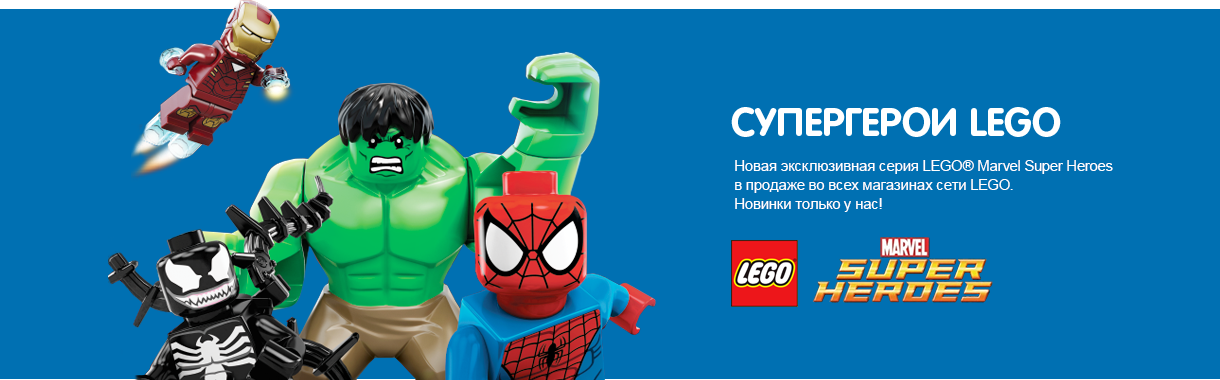 СУПЕРГЕРОИ LEGO
Новая эксклюзивная серия LEGO® Marvel Super Heroes
в продаже во всех магазинах сети LEGO.
Новинки только у нас!
LEGO
MARVEL
SUPER
HEROES